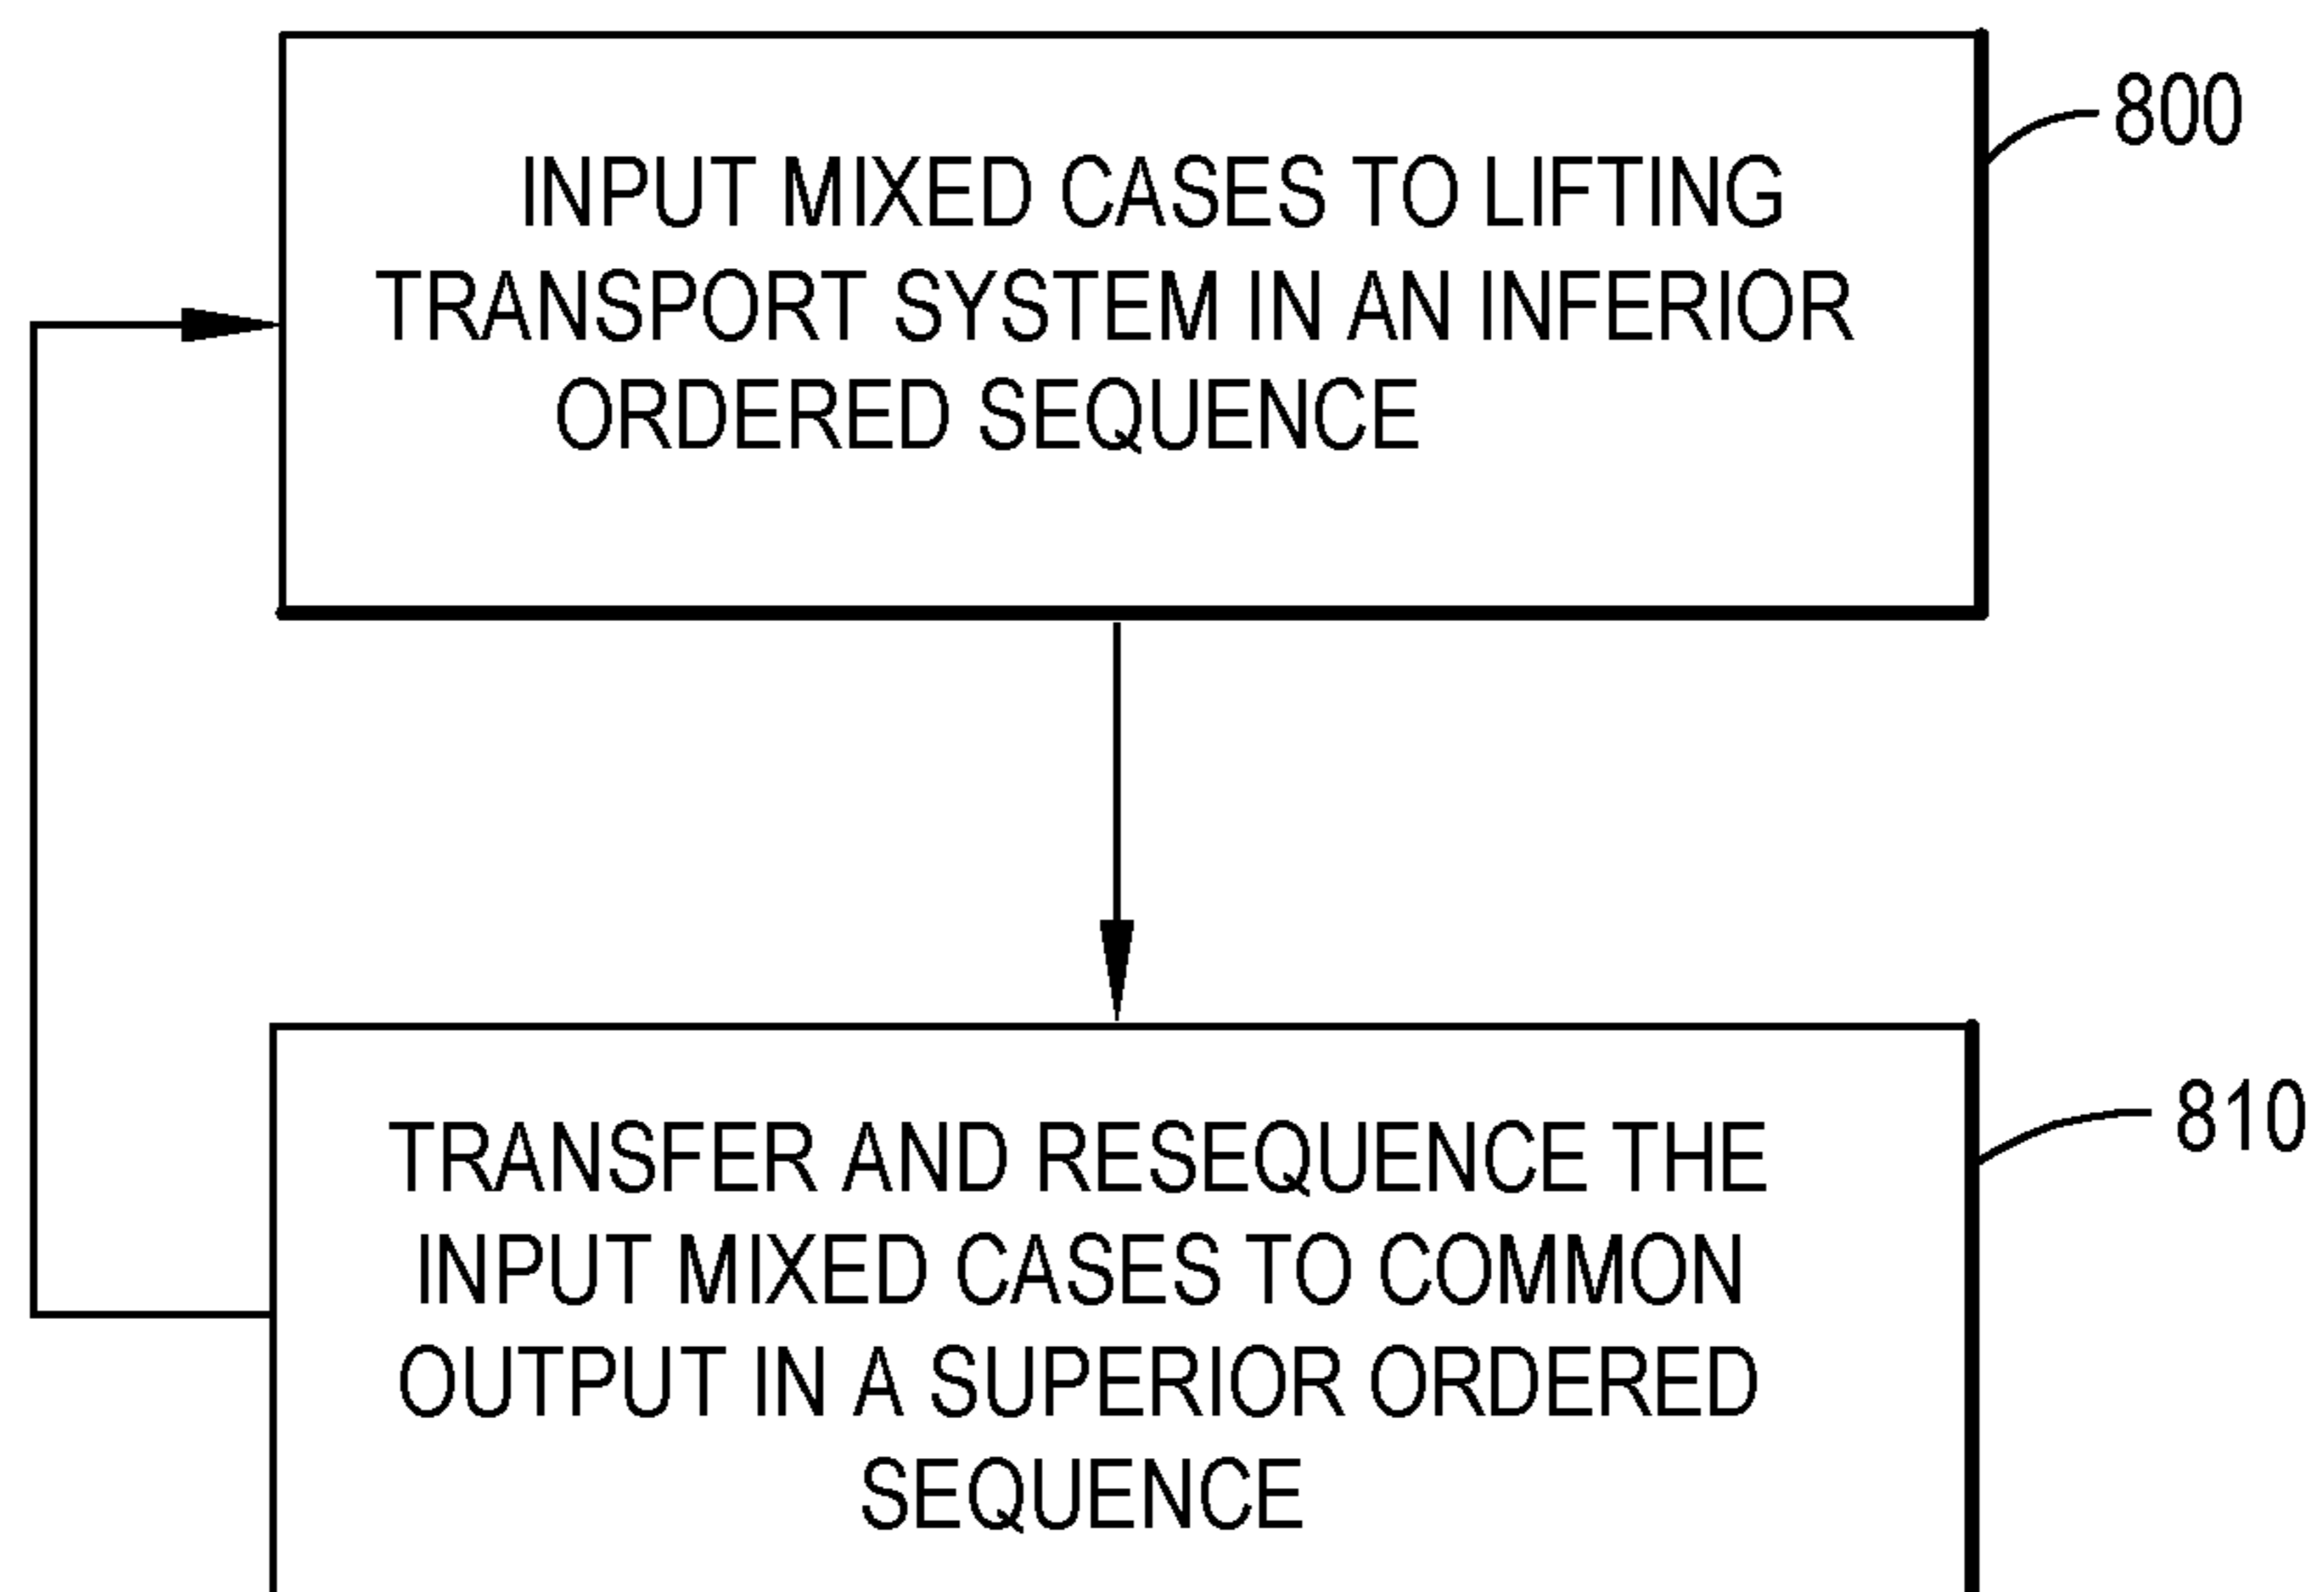 800
INPUT MIXED CASES TO LIFTING
TRANSPORT SYSTEM IN AN INFERIOR
ORDERED SEQUENCE
810
TRANSFER AND RESEQUENCE THE
INPUT MIXED CASES TO COMMON
OUTPUT IN A SUPERIOR ORDERED
SEQUENCE